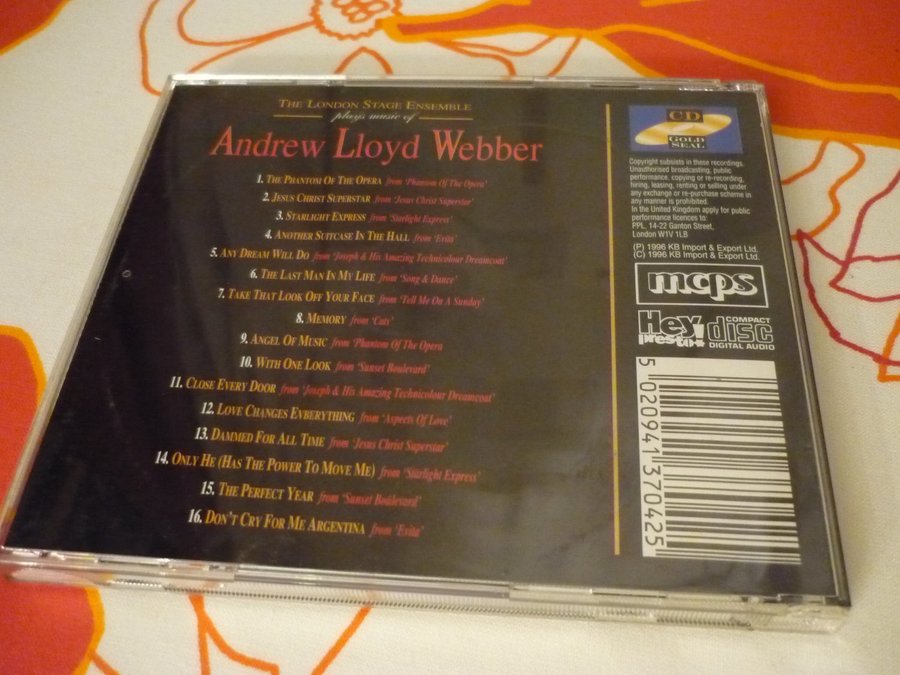 THE LONDON STAGE ENSEMBLE
plays music of
Andrew Lloyd Webber
1. THE PHANTOM OF THE OPERA from 'Phantom Of The Opera'
2. JESUS CHRIST SUPERSTAR from 'Jesus Christ Superstar'
3. STARLIGHT EXPRESS from 'Starlight Express'
4. ANOTHER SUITCASE IN THE HALL from 'Evita'
5. ANY DREAM WILL DO from 'Joseph & His Amazing Technicolour Dreamcoat'
6. THE LAST MAN IN MY LIFE from 'Song & Dance'
7. TAKE THAT LOOK OFF YOUR FACE from 'Tell Me On A Sunday'
8. MEMORY from 'Cats'
9. ANGEL OF MUSIC from 'Phantom Of The Opera
10. WITH ONE LOOK from 'Sunset Boulevard'
11. CLOSE EVERY DOOR from 'Joseph & His Amazing Technicolour Dreamcoat'
12. LOVE CHANGES EVBERYTHING from 'Aspects Of Love'
13. DAMMED FOR ALL TIME from 'Jesus Christ Superstar'
14. ONLY HE (HAS THE POWER TO MOVE ME) from 'Starlight Express'
15. THE PERFECT YEAR from 'Sunset Boulevard'
16. DON'T CRY FOR ME ARGENTINA from 'Evita'
CD
GOLD
SEAL
Copyright subsists in these recordings.
Unauthorised broadcasting, public
performance, copying or re-recording,
hiring, leasing, renting or selling under
any exchange or re-purchase scheme in
any manner is prohibited.
In the United Kingdom apply for public
performance licences to:
PPL, 14-22 Ganton Street,
London W1V 1LB
(P) 1996 KB Import & Export Ltd.
(C) 1996 KB Import & Export Ltd.
mcps
Hey presto!
COMPACT
disc
DIGITAL AUDIO
5 020941 370425